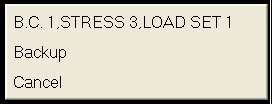 B.C. 1,STRESS 3,LOAD SET 1
Backup
Cancel